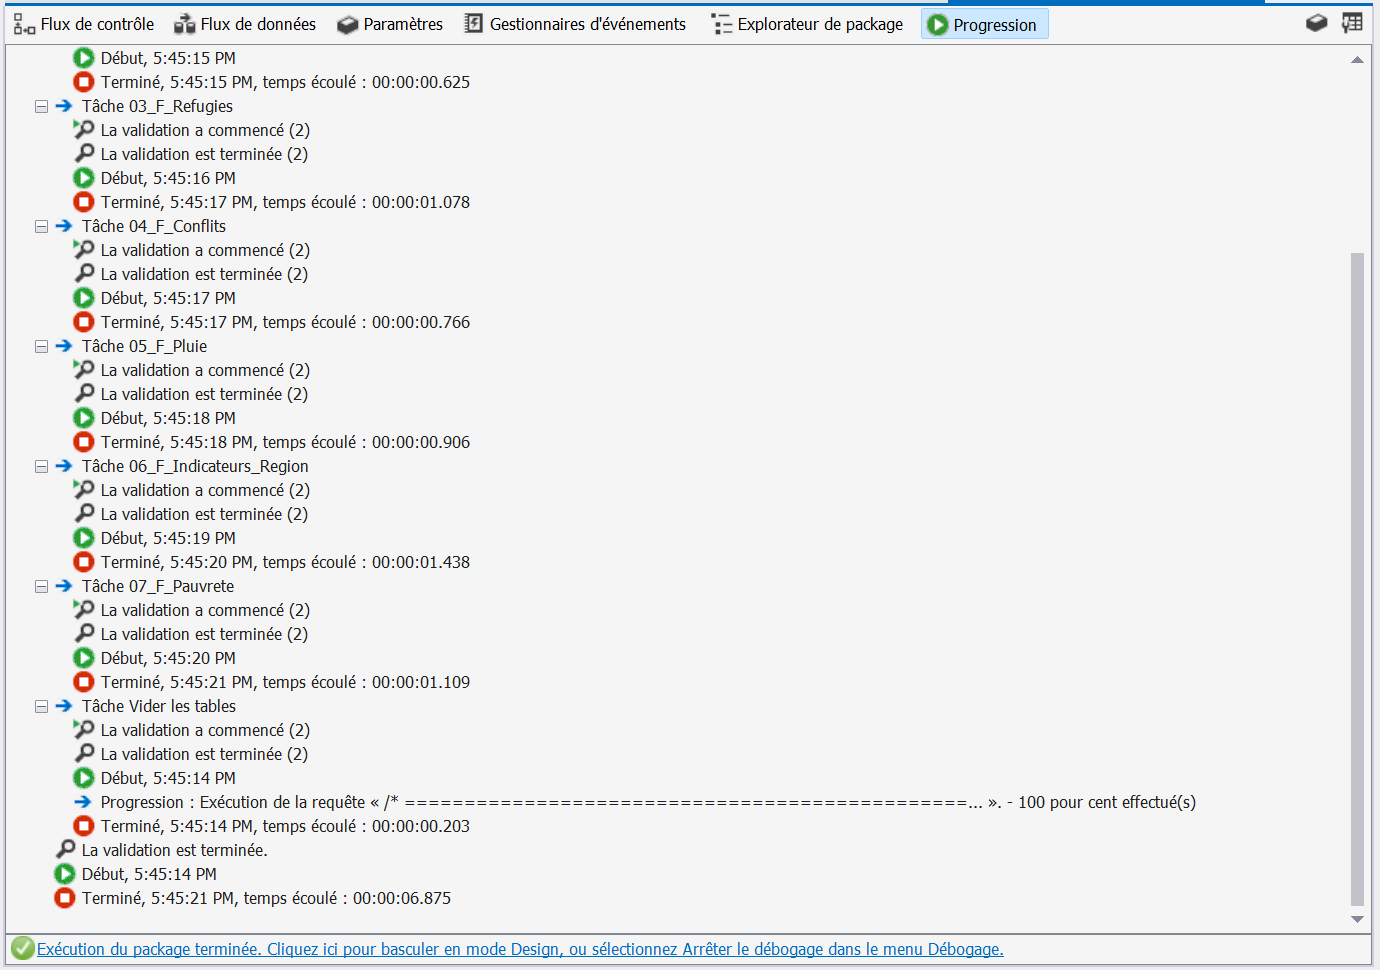 Flux de contrôle Flux de données Paramètres Gestionnaires d'événements Explorateur de package Progression
Début, 5:45:15 PM
Terminé, 5:45:15 PM, temps écoulé : 00:00:00.625
Tâche 03_F_Refugies
La validation a commencé (2)
La validation est terminée (2)
Début, 5:45:16 PM
Terminé, 5:45:17 PM, temps écoulé : 00:00:01.078
Tâche 04_F_Conflits
La validation a commencé (2)
La validation est terminée (2)
Début, 5:45:17 PM
Terminé, 5:45:17 PM, temps écoulé : 00:00:00.766
Tâche 05_F_Pluie
La validation a commencé (2)
La validation est terminée (2)
Début, 5:45:18 PM
Terminé, 5:45:18 PM, temps écoulé : 00:00:00.906
Tâche 06_F_Indicateurs_Region
La validation a commencé (2)
La validation est terminée (2)
Début, 5:45:19 PM
Terminé, 5:45:20 PM, temps écoulé : 00:00:01.438
Tâche 07_F_Pauvrete
La validation a commencé (2)
La validation est terminée (2)
Début, 5:45:20 PM
Terminé, 5:45:21 PM, temps écoulé : 00:00:01.109
Tâche Vider les tables
La validation a commencé (2)
La validation est terminée (2)
Début, 5:45:14 PM
Progression : Exécution de la requête « /* ===============================================... ». - 100 pour cent effectué(s)
Terminé, 5:45:14 PM, temps écoulé : 00:00:00.203
La validation est terminée.
Début, 5:45:14 PM
Terminé, 5:45:21 PM, temps écoulé : 00:00:06.875
Exécution du package terminée. Cliquez ici pour basculer en mode Design, ou sélectionnez Arrêter le débogage dans le menu Débogage.